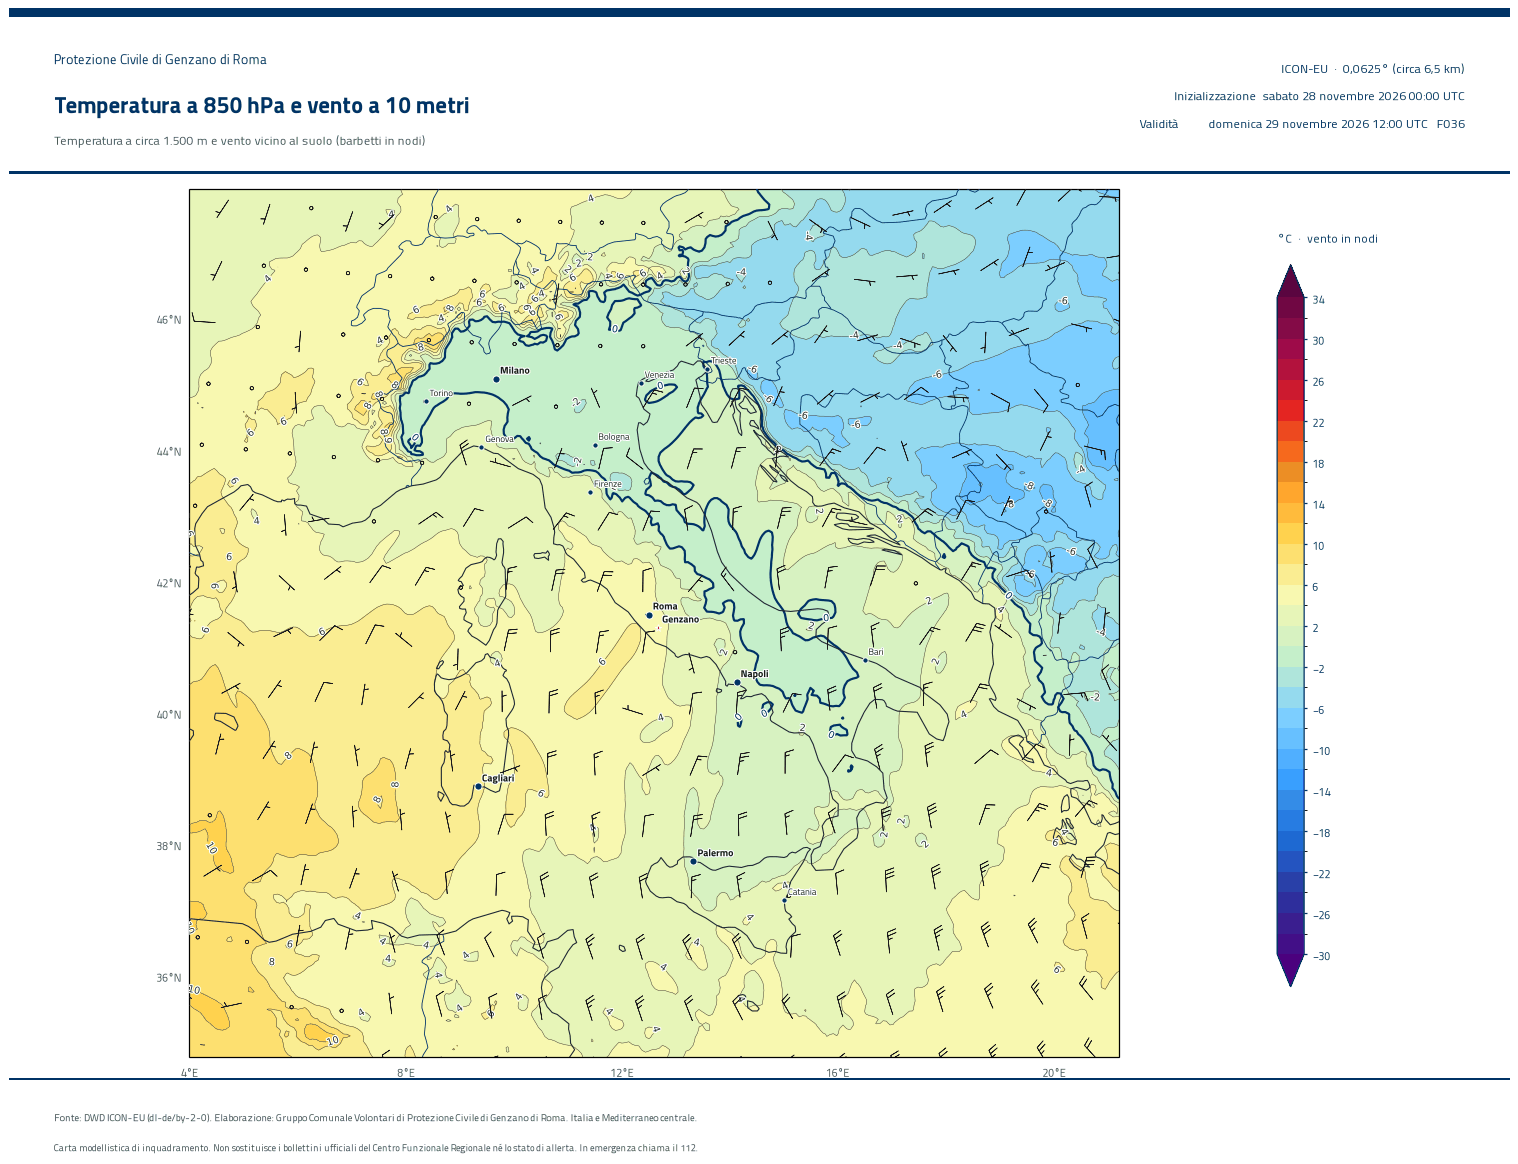 Protezione Civile di Genzano di Roma
Temperatura a 850 hPa e vento a 10 metri
Temperatura a circa 1.500 m e vento vicino al suolo (barbetti in nodi)
ICON-EU · 0,0625° (circa 6,5 km)
Inizializzazione sabato 28 novembre 2026 00:00 UTC
Validità domenica 29 novembre 2026 12:00 UTC F036
°C · vento in nodi
34
30
26
22
18
14
10
6
2
−2
−6
−10
−14
−18
−22
−26
−30
46°N
44°N
42°N
40°N
38°N
36°N
4°E
8°E
12°E
16°E
20°E
Trieste
Milano
Venezia
Torino
Genova
Bologna
Firenze
Roma
Genzano
Bari
Napoli
Cagliari
Palermo
Catania
Fonte: DWD ICON-EU (dl-de/by-2-0). Elaborazione: Gruppo Comunale Volontari di Protezione Civile di Genzano di Roma. Italia e Mediterraneo centrale.
Carta modellistica di inquadramento. Non sostituisce i bollettini ufficiali del Centro Funzionale Regionale né lo stato di allerta. In emergenza chiama il 112.